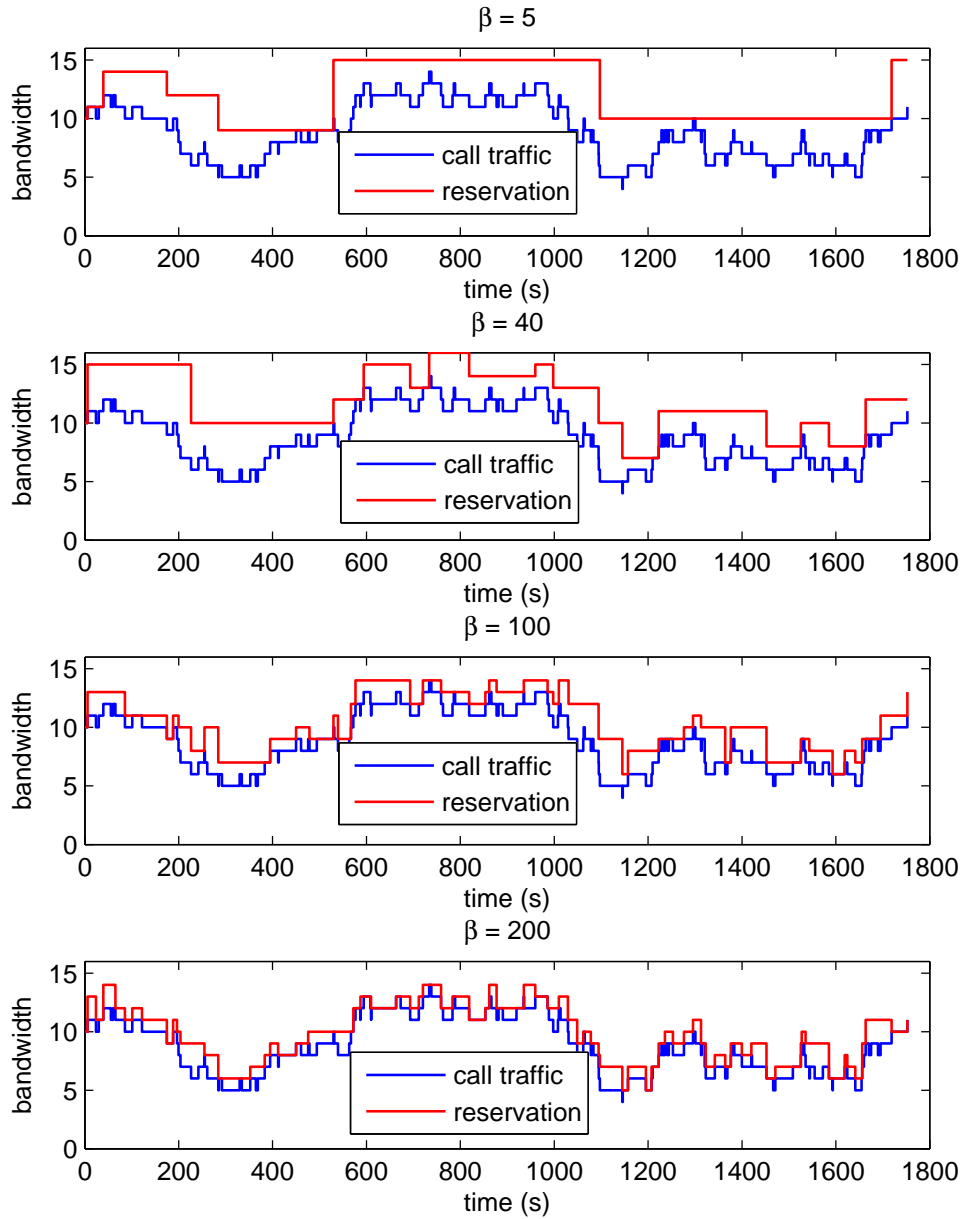 β = 5
15
10
5
0
bandwidth
call traffic
reservation
0 200 400 600 800 1000 1200 1400 1600 1800
time (s)
β = 40
15
10
5
0
bandwidth
call traffic
reservation
0 200 400 600 800 1000 1200 1400 1600 1800
time (s)
β = 100
15
10
5
0
bandwidth
call traffic
reservation
0 200 400 600 800 1000 1200 1400 1600 1800
time (s)
β = 200
15
10
5
0
bandwidth
call traffic
reservation
0 200 400 600 800 1000 1200 1400 1600 1800
time (s)